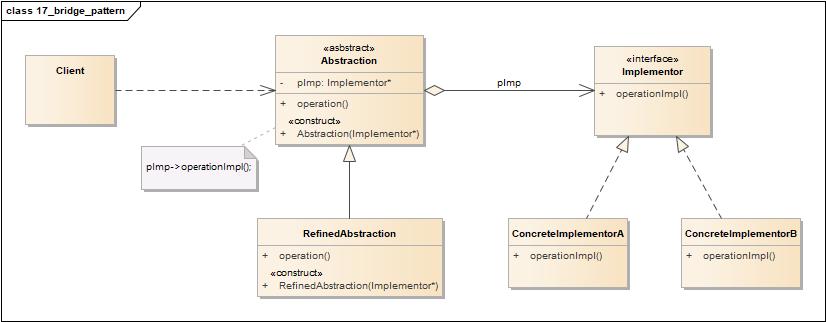 class 17_bridge_pattern
Client
«asbstract»
Abstraction
- pImp: Implementor*
+ operation()
«construct»
+ Abstraction(Implementor*)
pImp->operationImpl();
pImp
«interface»
Implementor
+ operationImpl()
RefinedAbstraction
+ operation()
«construct»
+ RefinedAbstraction(Implementor*)
ConcreteImplementorA
+ operationImpl()
ConcreteImplementorB
+ operationImpl()